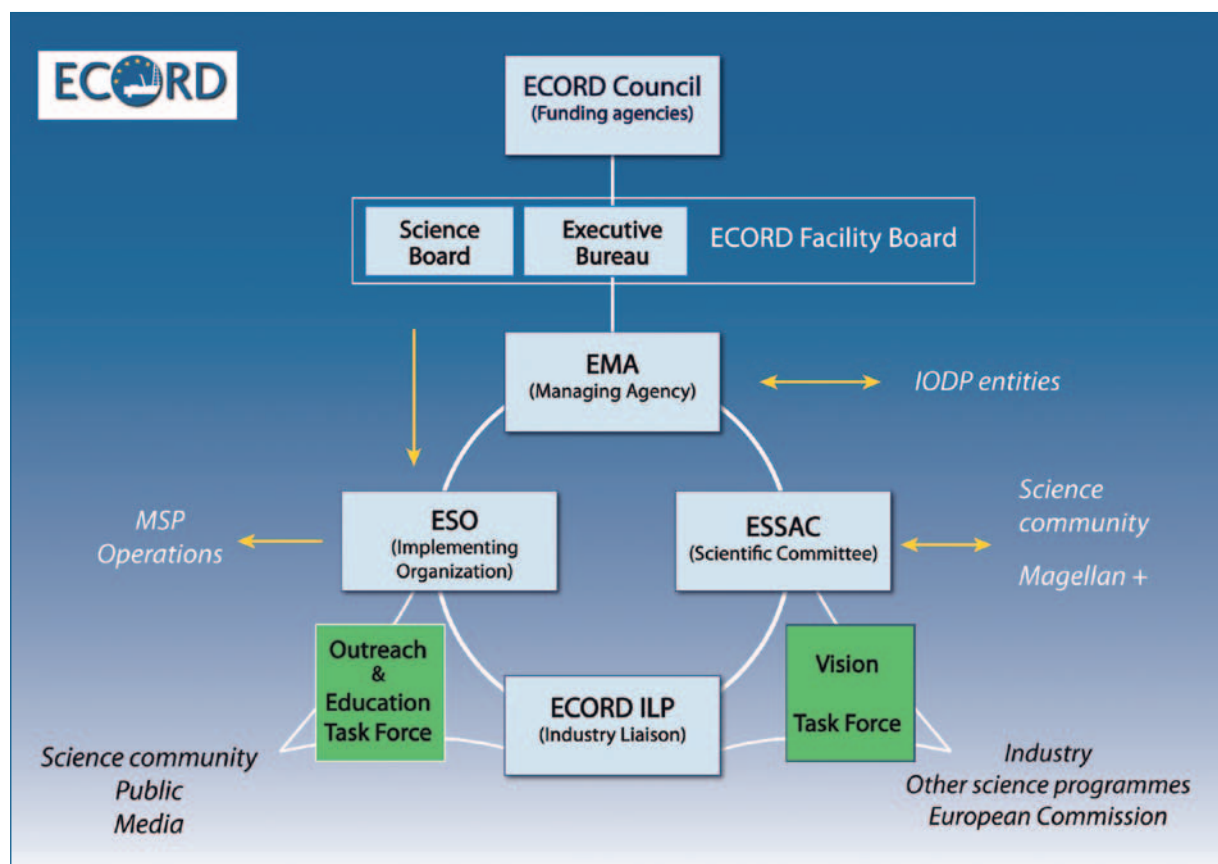 ECORD
ECORD Council
(Funding agencies)
Science
Board
Executive
Bureau
ECORD Facility Board
EMA
(Managing Agency)
IODP entities
MSP
Operations
ESO
(Implementing
Organization)
ESSAC
(Scientific Committee)
Science
community
Magellan +
Outreach
&
Education
Task Force
ECORD ILP
(Industry Liaison)
Vision
Task Force
Science community
Public
Media
Industry
Other science programmes
European Commission